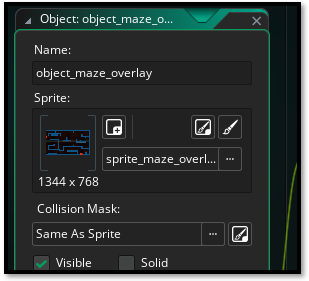 Object: object_maze_o...
Name:
object_maze_overlay
Sprite:
sprite_maze_overl...
1344 x 768
Collision Mask:
Same As Sprite
Visible
Solid